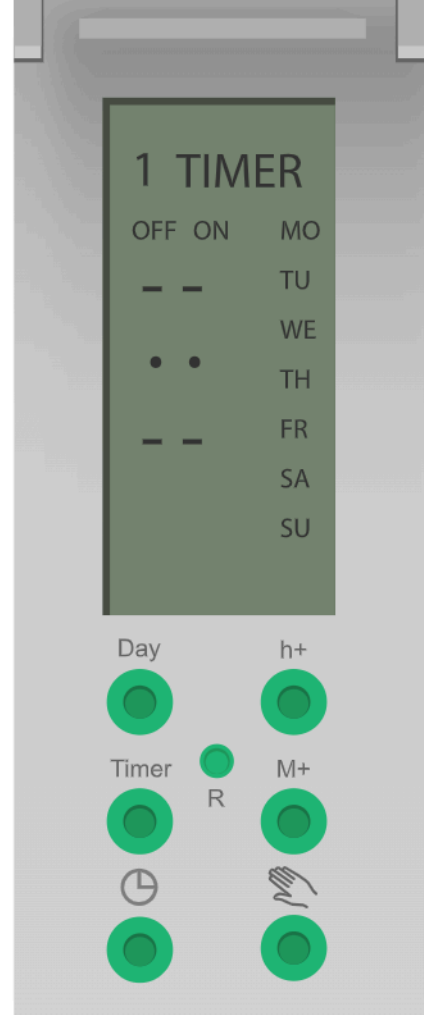 1 TIMER
OFF ON MO
-- TU
WE
• • TH
-- FR
SA
SU
Day h+
Timer M+
R